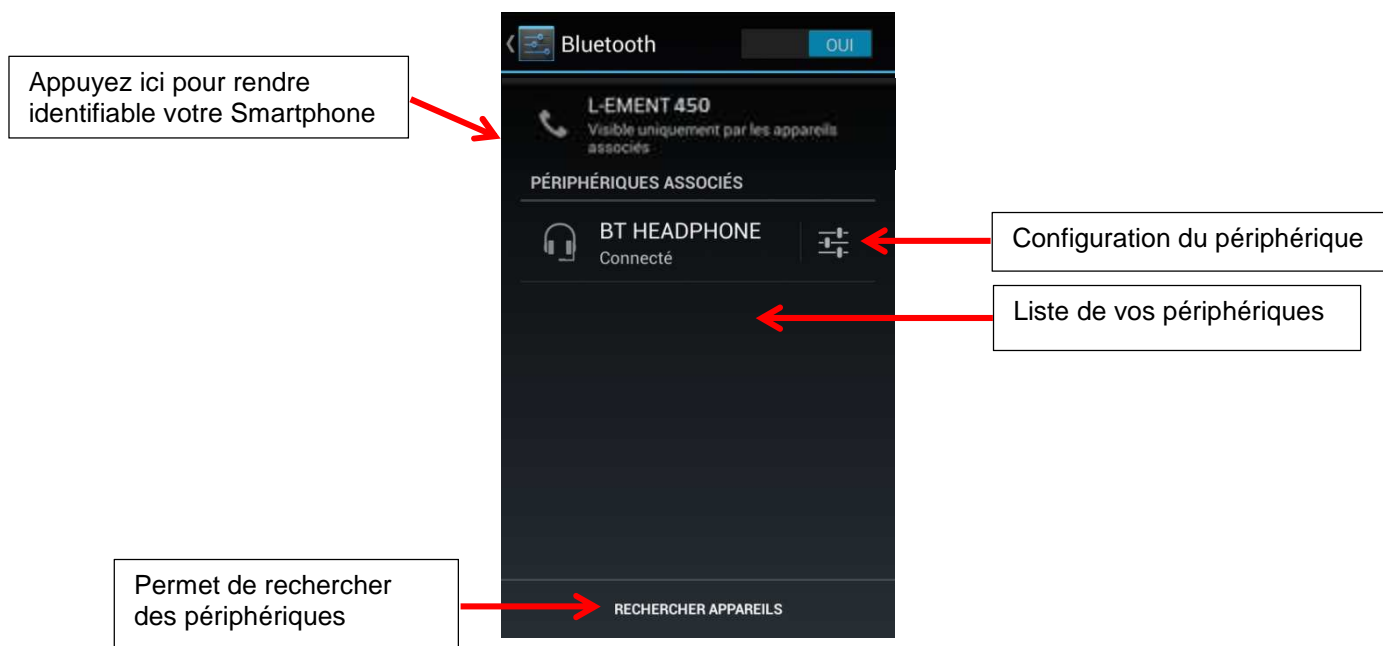 Bluetooth
OUI
Appuyez ici pour rendre
identifiable votre Smartphone
L-EMENT 450
Visible uniquement par les appareils
associés
PÉRIPHÉRIQUES ASSOCIÉS
BT HEADPHONE
Connecté
Configuration du périphérique
Liste de vos périphériques
Permet de rechercher
des périphériques
RECHERCHER APPAREILS